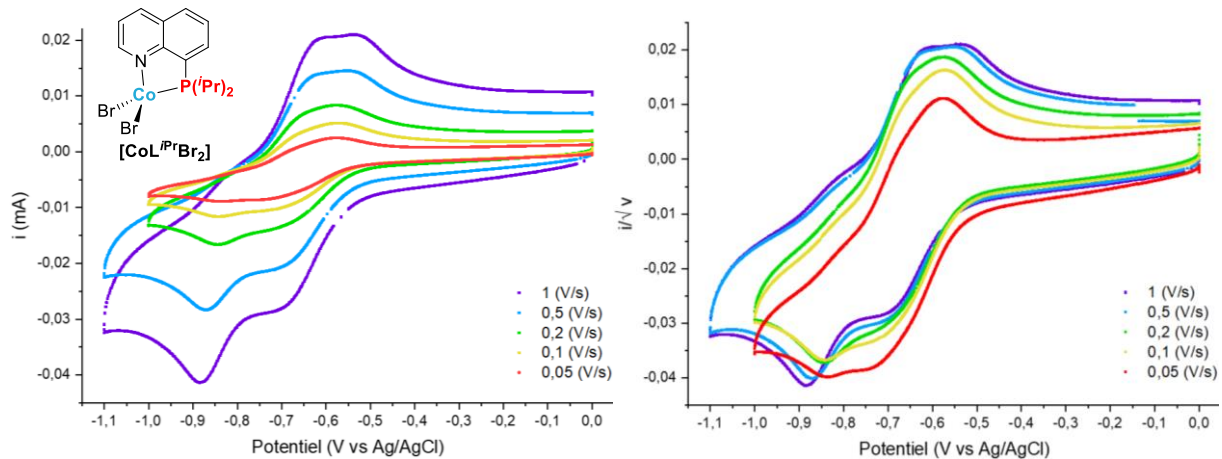 N
P(ⁱPr)₂
Co
Br
Br
[CoLⁱᴾʳBr₂]
0,02
0,01
0,00
-0,01
-0,02
-0,03
-0,04
i (mA)
1 (V/s)
0,5 (V/s)
0,2 (V/s)
0,1 (V/s)
0,05 (V/s)
-1,1 -1,0 -0,9 -0,8 -0,7 -0,6 -0,5 -0,4 -0,3 -0,2 -0,1 0,0
Potentiel (V vs Ag/AgCl)
0,02
0,01
0,00
-0,01
-0,02
-0,03
-0,04
i/√ v
1 (V/s)
0,5 (V/s)
0,2 (V/s)
0,1 (V/s)
0,05 (V/s)
-1,1 -1,0 -0,9 -0,8 -0,7 -0,6 -0,5 -0,4 -0,3 -0,2 -0,1 0,0
Potentiel (V vs Ag/AgCl)